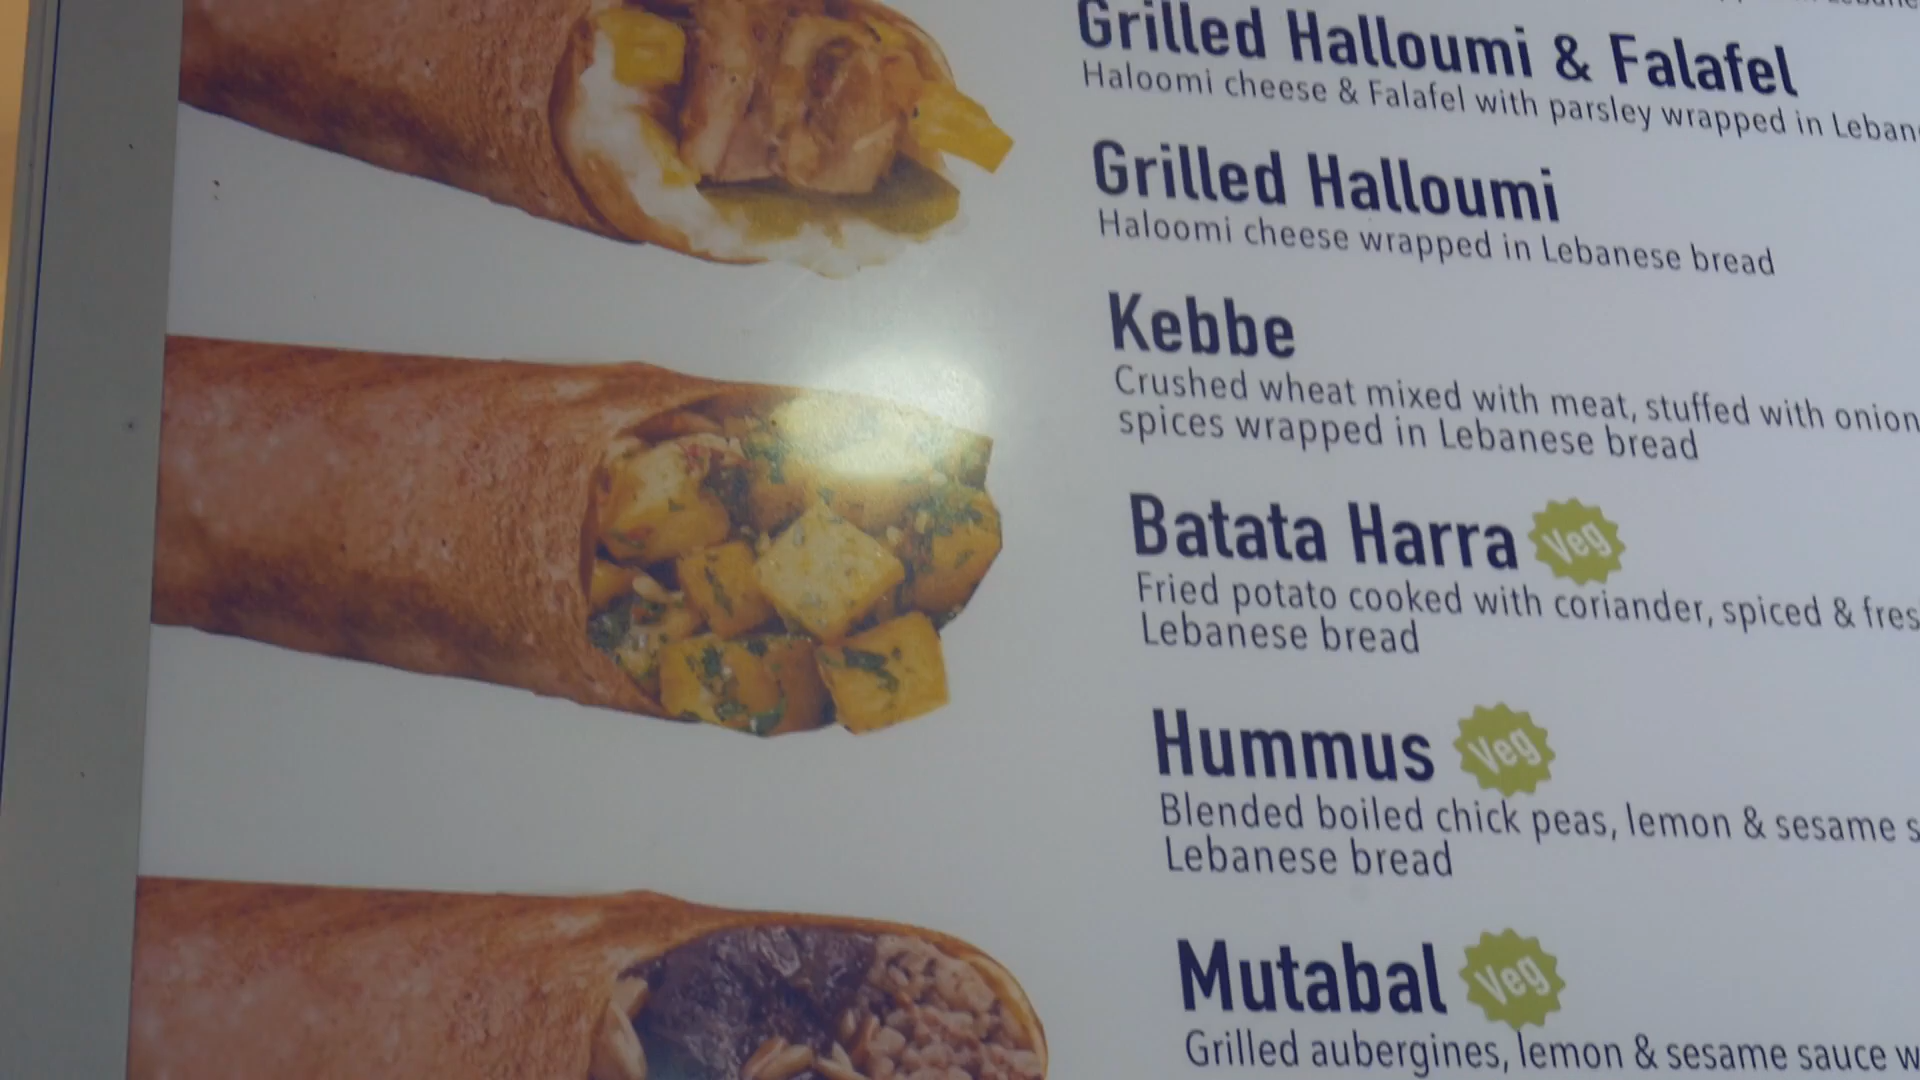 Grilled Halloumi & Falafel
Haloomi cheese & Falafel with parsley wrapped in
Grilled Halloumi
Haloomi cheese wrapped in Lebanese bread
Kebbe
Crushed wheat mixed with meat, stuffed with onion
spices wrapped in Lebanese bread
Batata Harra Veg
Fried potato cooked with coriander, spiced &
Lebanese bread
Hummus Veg
Blended boiled chick peas, lemon & sesame
Lebanese bread
Mutabal Veg
Grilled aubergines, lemon & sesame sauce